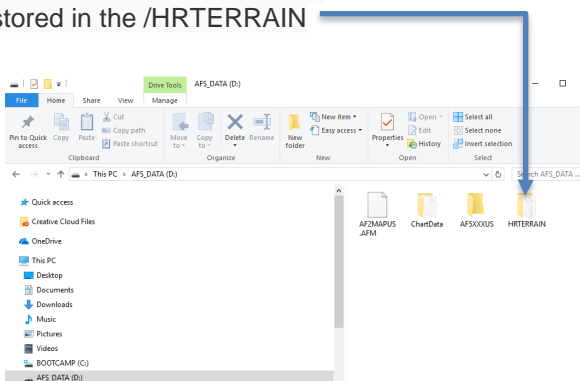 stored in the /HRTERRAIN
Drive Tools AFS_DATA (D:)
File Home Share View Manage
Pin to Quick access
Copy
Paste
Cut
Copy path
Paste shortcut
Clipboard
Move to
Copy to
Delete
Rename
Organize
New folder
New item
Easy access
New
Properties
Open
Edit
History
Open
Select all
Select none
Invert selection
Select
This PC > AFS_DATA (D:)
Search AFS_DATA ...
Quick access
Creative Cloud Files
OneDrive
This PC
Desktop
Documents
Downloads
Music
Pictures
Videos
BOOTCAMP (C:)
AFS_DATA (D:)
AF2MAPUS
.AFM
ChartData
AF5XXXUS
HRTERRAIN